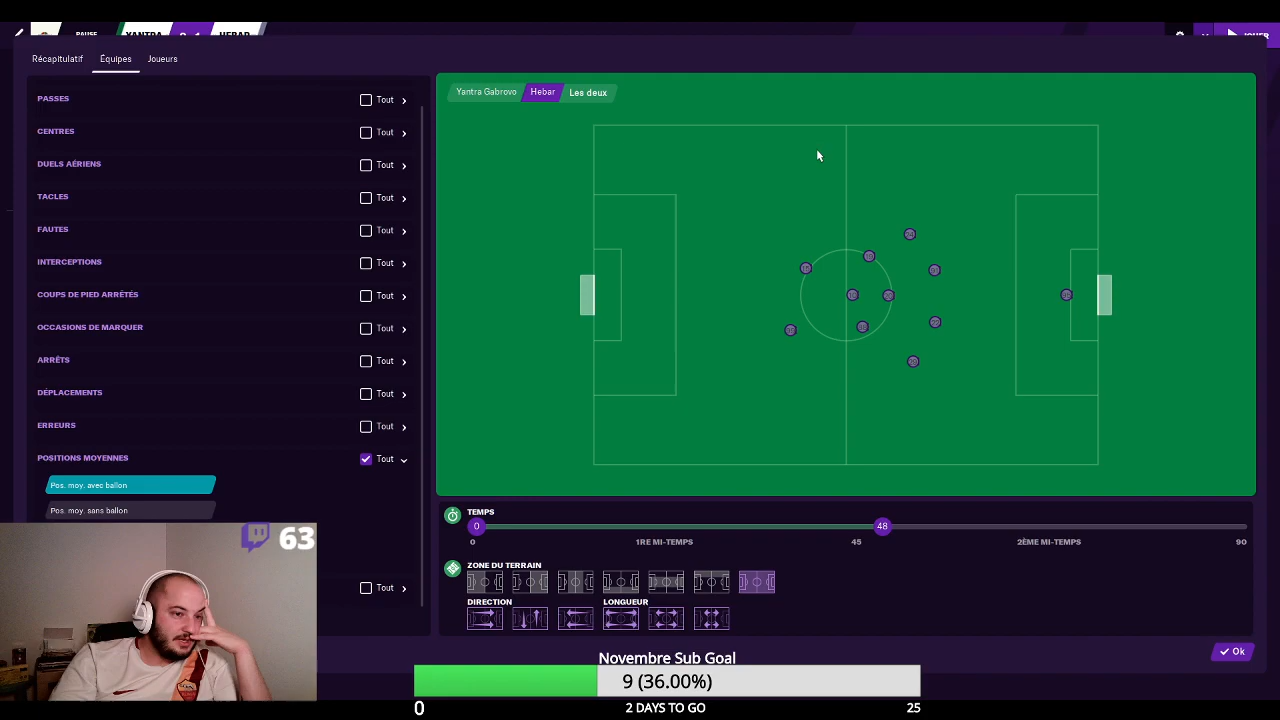 PAUSE
YANTRA
HEBAR
JOUER
Récapitulatif
Équipes
Joueurs
PASSES
Tout
CENTRES
Tout
DUELS AÉRIENS
Tout
TACLES
Tout
FAUTES
Tout
INTERCEPTIONS
Tout
COUPS DE PIED ARRÊTÉS
Tout
OCCASIONS DE MARQUER
Tout
ARRÊTS
Tout
DÉPLACEMENTS
Tout
ERREURS
Tout
POSITIONS MOYENNES
Tout
Pos. moy. avec ballon
Pos. moy. sans ballon
Tout
63
Yantra Gabrovo
Hebar
Les deux
TEMPS
0
48
0
1RE MI-TEMPS
45
2ÈME MI-TEMPS
90
ZONE DU TERRAIN
DIRECTION
LONGUEUR
Ok
Novembre Sub Goal
9 (36.00%)
0
2 DAYS TO GO
25